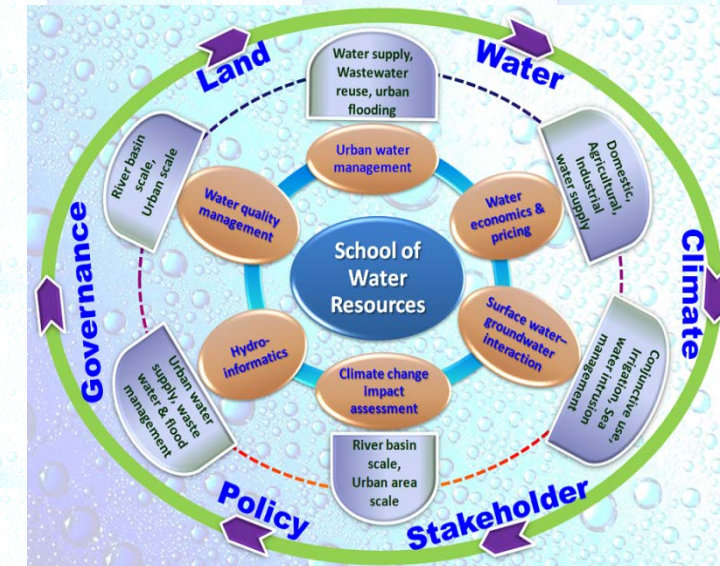 Land
Water
Climate
Stakeholder
Policy
Governance
Water supply,
Wastewater
reuse, urban
flooding
Domestic,
Agricultural,
Industrial
water supply
Conjunctive use,
Irrigation, Sea
water intrusion
management
River basin
scale,
Urban area
scale
Urban water
supply, waste
water & flood
management
River basin
scale,
Urban scale
Urban water
management
Water
economics &
pricing
Surface water–
groundwater
interaction
Climate change
impact
assessment
Hydro-
informatics
Water quality
management
School of
Water
Resources